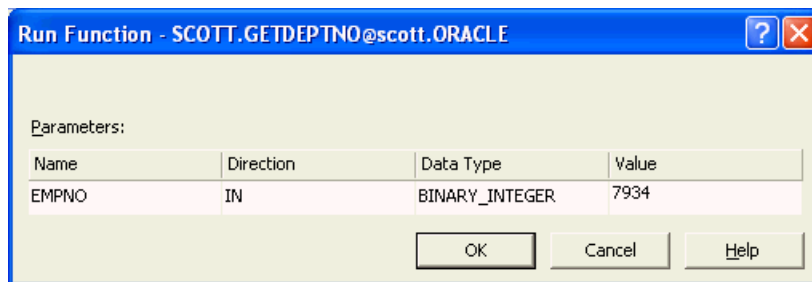 Run Function - SCOTT.GETDEPTNO@scott.ORACLE ?
Parameters:
Name Direction Data Type Value
EMPNO IN BINARY_INTEGER 7934
OK Cancel Help